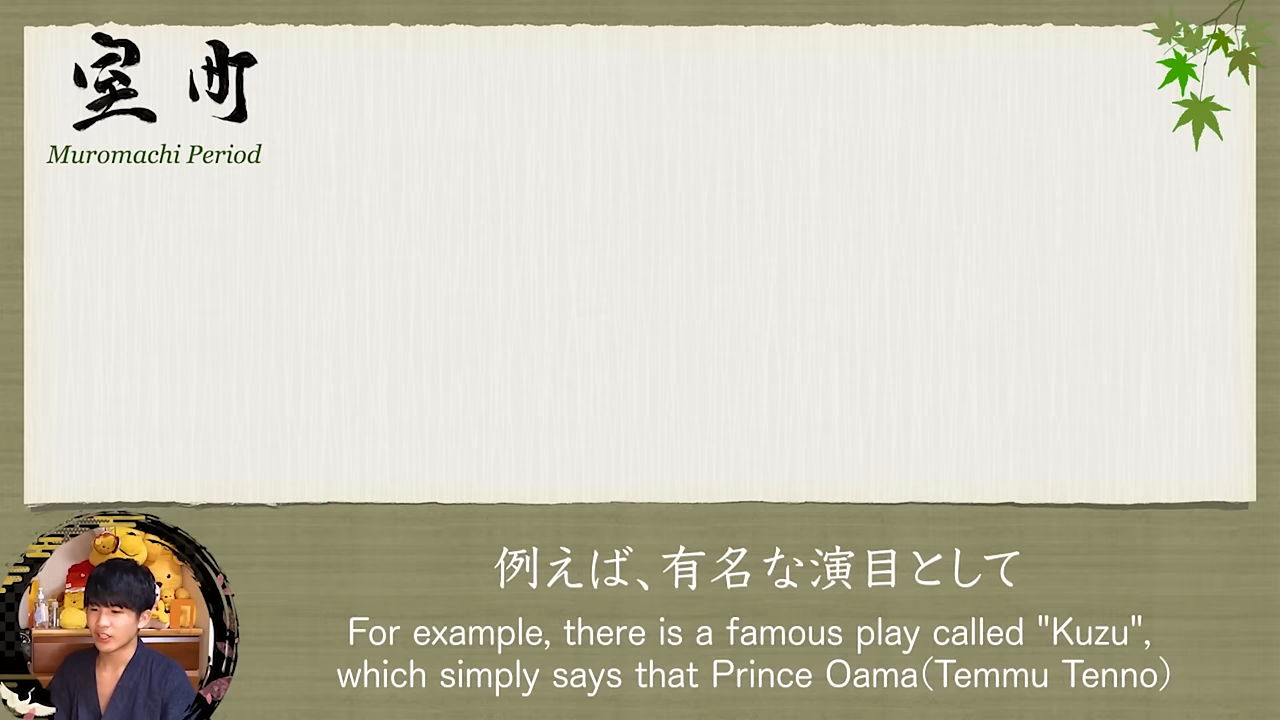 室町
Muromachi Period
例えば、有名な演目として
For example, there is a famous play called "Kuzu",
which simply says that Prince Oama(Temmu Tenno)